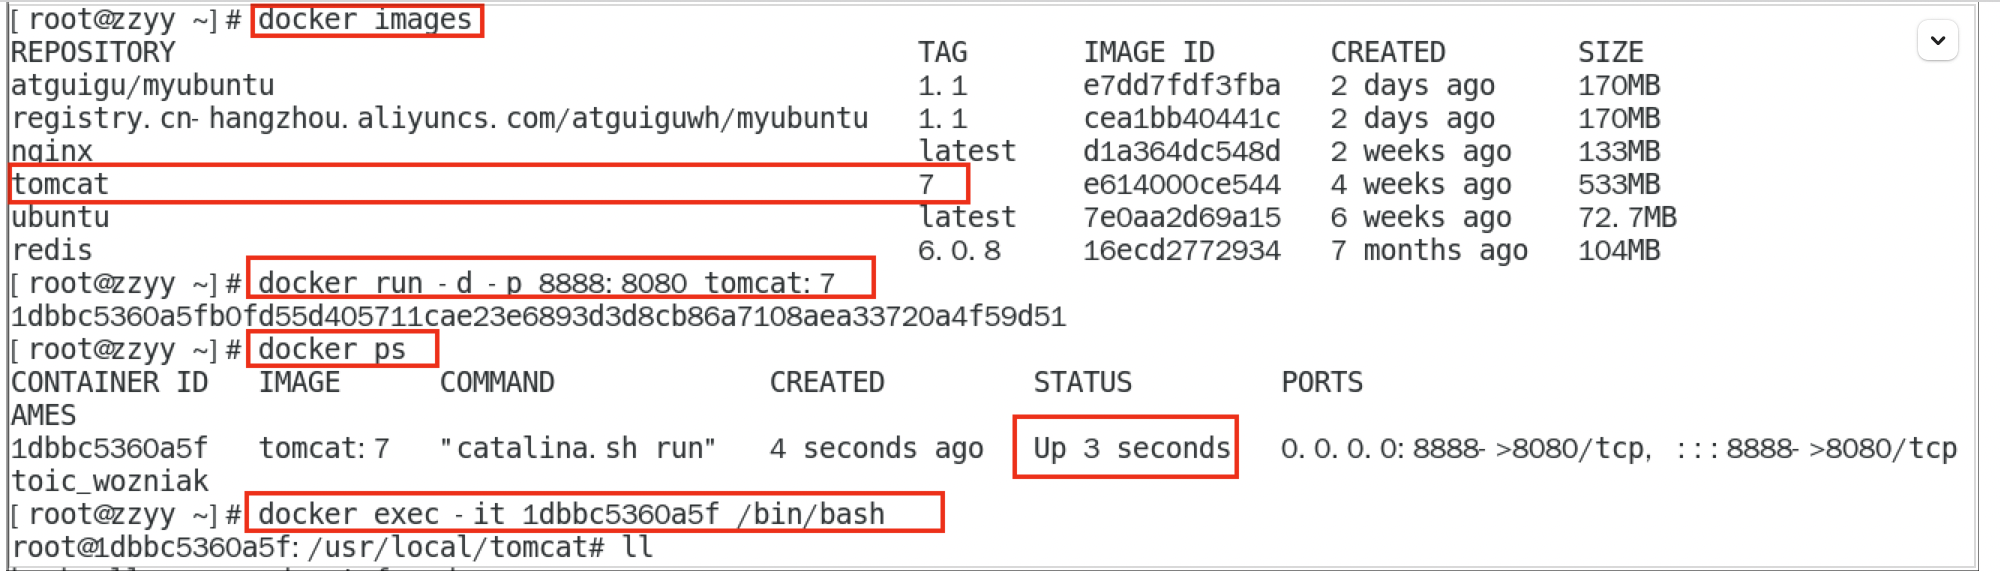 [root@zzyy ~]# docker images
REPOSITORY TAG IMAGE ID CREATED SIZE
atguigu/myubuntu 1.1 e7dd7fdf3fba 2 days ago 170MB
registry.cn-hangzhou.aliyuncs.com/atguiguwh/myubuntu 1.1 cea1bb40441c 2 days ago 170MB
nginx latest d1a364dc548d 2 weeks ago 133MB
tomcat 7 e614000ce544 4 weeks ago 533MB
ubuntu latest 7e0aa2d69a15 6 weeks ago 72.7MB
redis 6.0.8 16ecd2772934 7 months ago 104MB
[root@zzyy ~]# docker run -d -p 8888:8080 tomcat:7
1dbbc5360a5fb0fd55d405711cae23e6893d3d8cb86a7108aea33720a4f59d51
[root@zzyy ~]# docker ps
CONTAINER ID IMAGE COMMAND CREATED STATUS PORTS
AMES
1dbbc5360a5f tomcat:7 "catalina.sh run" 4 seconds ago Up 3 seconds 0.0.0.0:8888->8080/tcp, :::8888->8080/tcp
toic_wozniak
[root@zzyy ~]# docker exec -it 1dbbc5360a5f /bin/bash
root@1dbbc5360a5f:/usr/local/tomcat# ll